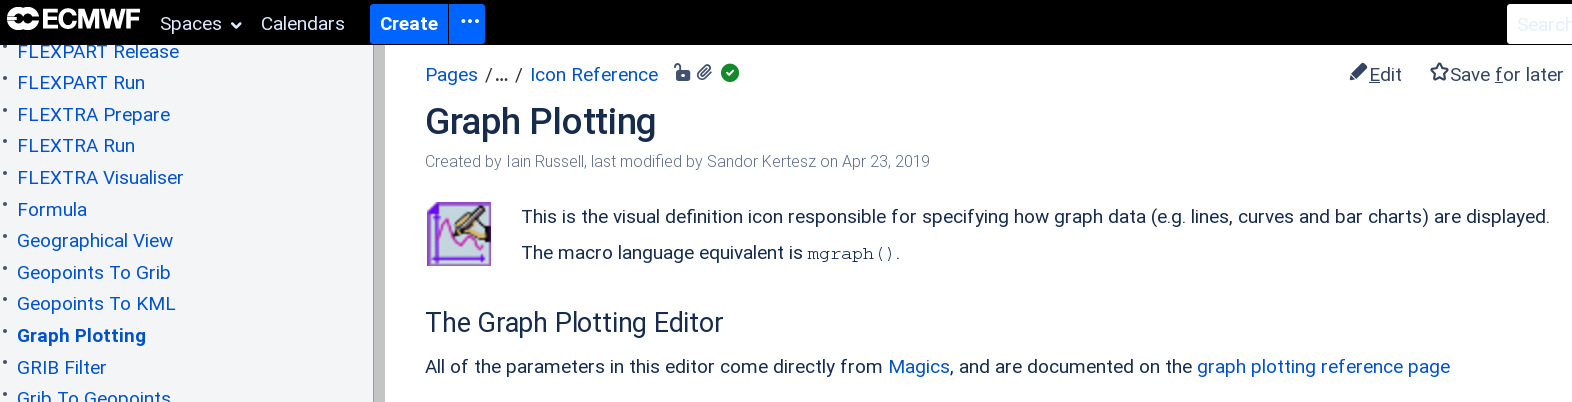 ECMWF Spaces Calendars Create ··· Search
FLEXPART Release
FLEXPART Run
FLEXTRA Prepare
FLEXTRA Run
FLEXTRA Visualiser
Formula
Geographical View
Geopoints To Grib
Geopoints To KML
Graph Plotting
GRIB Filter
Grib To Geopoints
Pages /... / Icon Reference Edit Save for later
Graph Plotting
Created by Iain Russell, last modified by Sandor Kertesz on Apr 23, 2019
This is the visual definition icon responsible for specifying how graph data (e.g. lines, curves and bar charts) are displayed.
The macro language equivalent is mgraph().
The Graph Plotting Editor
All of the parameters in this editor come directly from Magics, and are documented on the graph plotting reference page